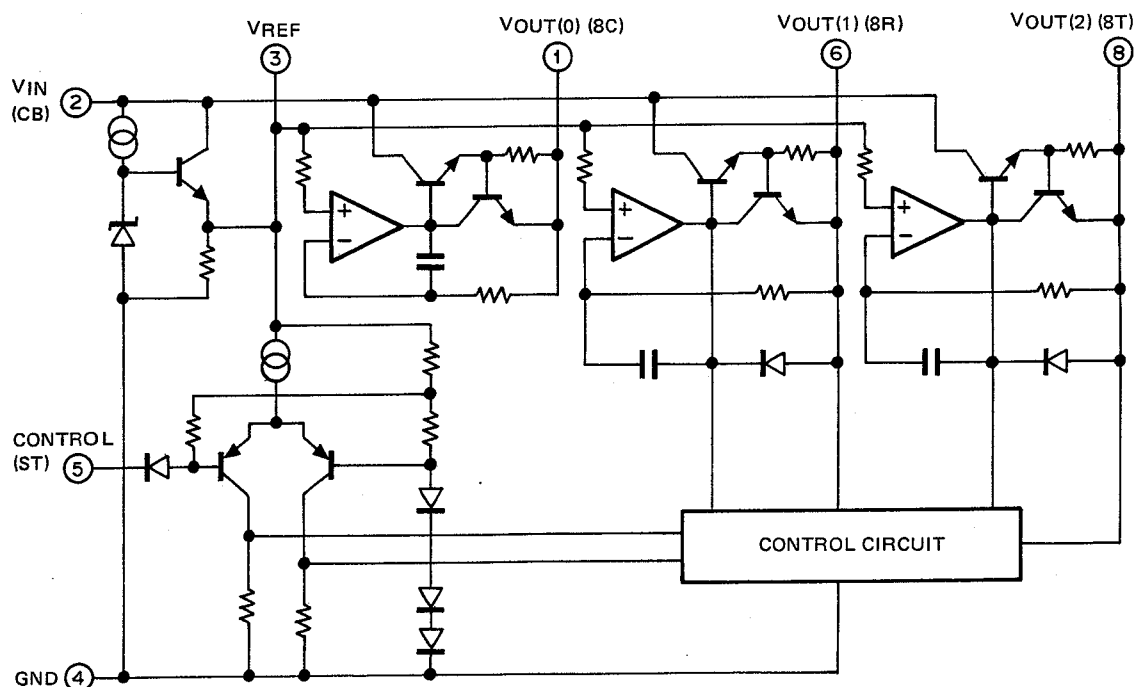 VREF
3
VOUT(0) (8C)
1
VOUT(1) (8R)
6
VOUT(2) (8T)
8
VIN
(CB)
2
+
−
+
−
+
−
CONTROL
(ST)
5
CONTROL CIRCUIT
GND
4